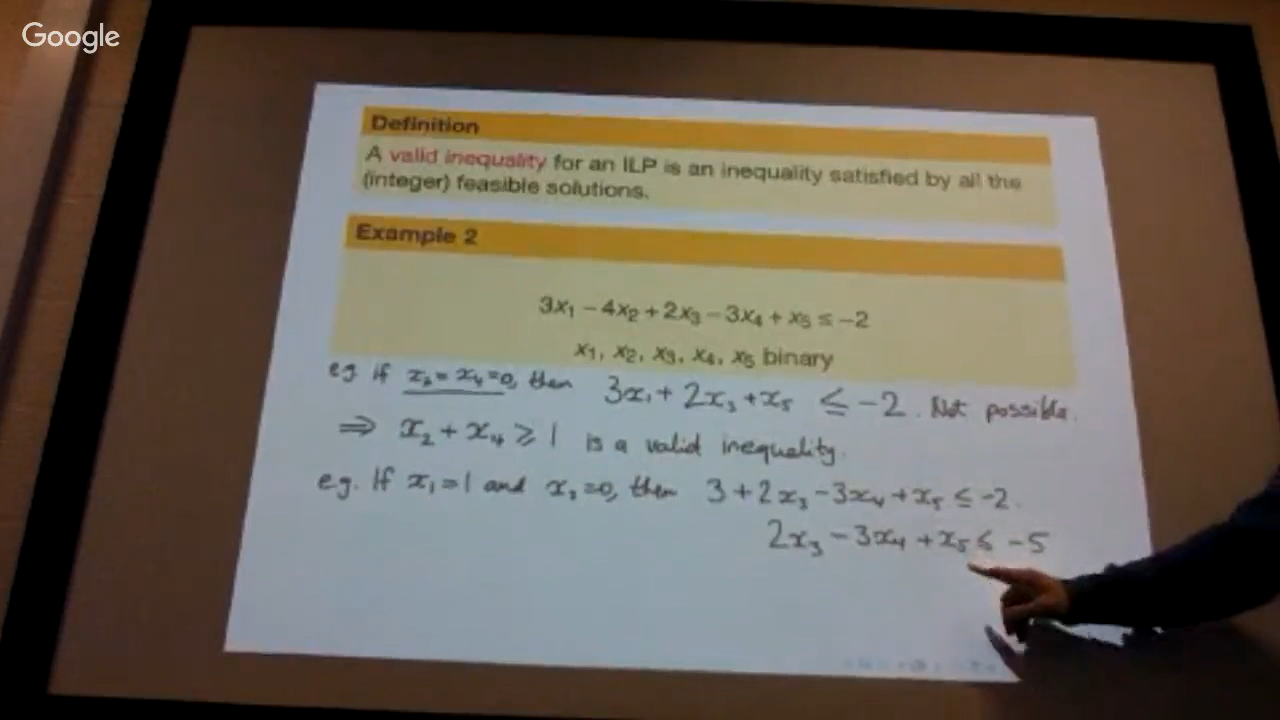 Google
Definition
A valid inequality for an ILP is an inequality satisfied by all the
(integer) feasible solutions.
Example 2
3x₁ − 4x₂ + 2x₃ − 3x₄ + x₅ ≤ −2
x₁, x₂, x₃, x₄, x₅ binary
eg. if x₂ = x₄ = 0, then 3x₁ + 2x₃ + x₅ ≤ −2. Not possible.
⇒ x₂ + x₄ ≥ 1 is a valid inequality.
eg. If x₁ = 1 and x₂ = 0, then 3 + 2x₃ − 3x₄ + x₅ ≤ −2.
2x₃ − 3x₄ + x₅ ≤ −5